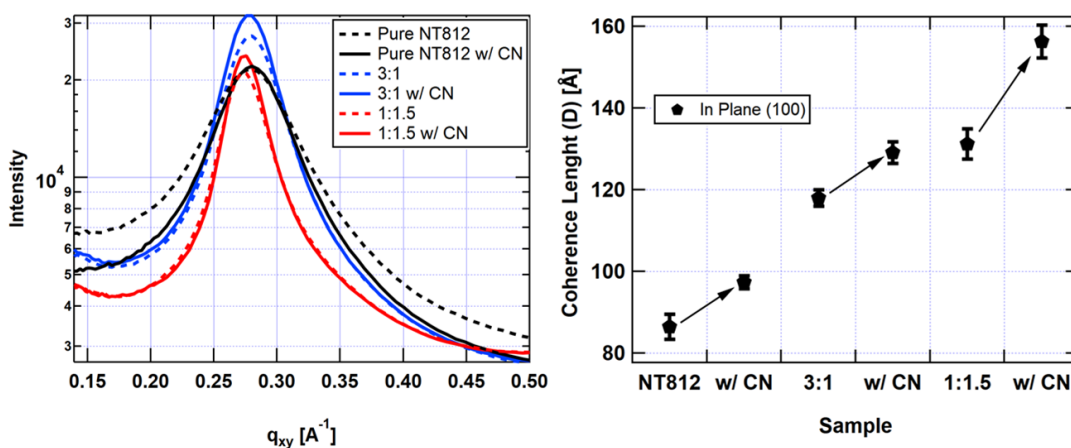 Pure NT812
Pure NT812 w/ CN
3:1
3:1 w/ CN
1:1.5
1:1.5 w/ CN
Intensity
2
10⁴
9
8
7
6
5
4
3
0.15 0.20 0.25 0.30 0.35 0.40 0.45 0.50
qxy [A⁻¹]
Coherence Lenght (D) [Å]
160
140
120
100
80
In Plane (100)
NT812 w/ CN 3:1 w/ CN 1:1.5 w/ CN
Sample